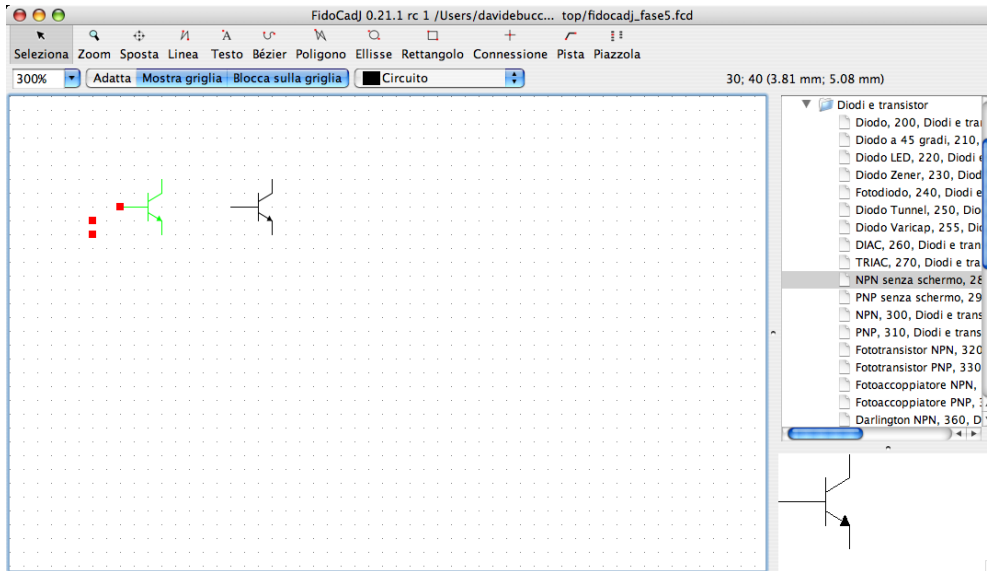 FidoCadJ 0.21.1 rc 1 /Users/davidebucc... top/fidocadj_fase5.fcd
Seleziona Zoom Sposta Linea Testo Bézier Poligono Ellisse Rettangolo Connessione Pista Piazzola
300% Adatta Mostra griglia Blocca sulla griglia Circuito 30; 40 (3.81 mm; 5.08 mm)
Diodi e transistor
Diodo, 200, Diodi e trai
Diodo a 45 gradi, 210,
Diodo LED, 220, Diodi e
Diodo Zener, 230, Diod
Fotodiodo, 240, Diodi e
Diodo Tunnel, 250, Dio
Diodo Varicap, 255, Dio
DIAC, 260, Diodi e tran
TRIAC, 270, Diodi e tra
NPN senza schermo, 28
PNP senza schermo, 29
NPN, 300, Diodi e trans
PNP, 310, Diodi e trans
Fototransistor NPN, 320
Fototransistor PNP, 330
Fotoaccoppiatore NPN,
Fotoaccoppiatore PNP,
Darlington NPN, 360, D